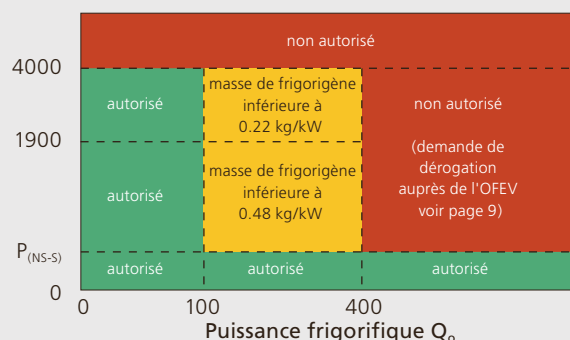 non autorisé
4000
autorisé
masse de frigorigène
inférieure à
0.22 kg/kW
non autorisé
1900
(demande de
dérogation
auprès de l'OFEV
voir page 9)
autorisé
masse de frigorigène
inférieure à
0.48 kg/kW
P(NS-S)
autorisé
autorisé
autorisé
0
0
100
400
Puissance frigorifique Qo